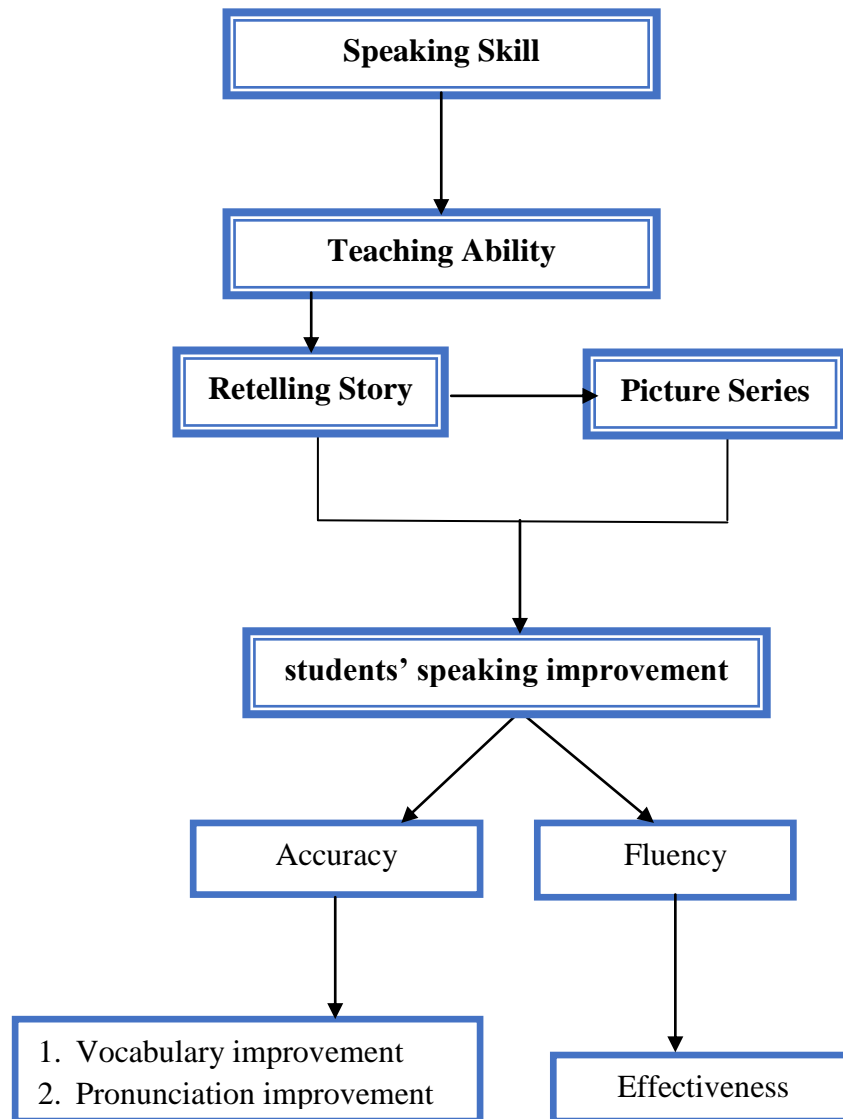 Speaking Skill
Teaching Ability
Retelling Story
Picture Series
students’ speaking improvement
Accuracy
Fluency
1. Vocabulary improvement
2. Pronunciation improvement
Effectiveness